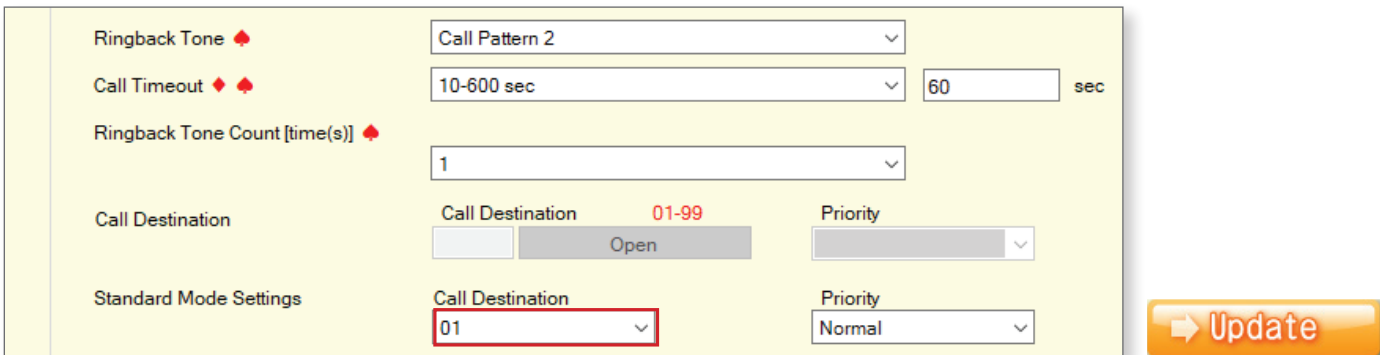 Ringback Tone ♠ Call Pattern 2
Call Timeout ♦ ♠ 10-600 sec 60 sec
Ringback Tone Count [time(s)] ♠
1
Call Destination Call Destination 01-99 Priority
Open
Standard Mode Settings Call Destination Priority
01 Normal
Update